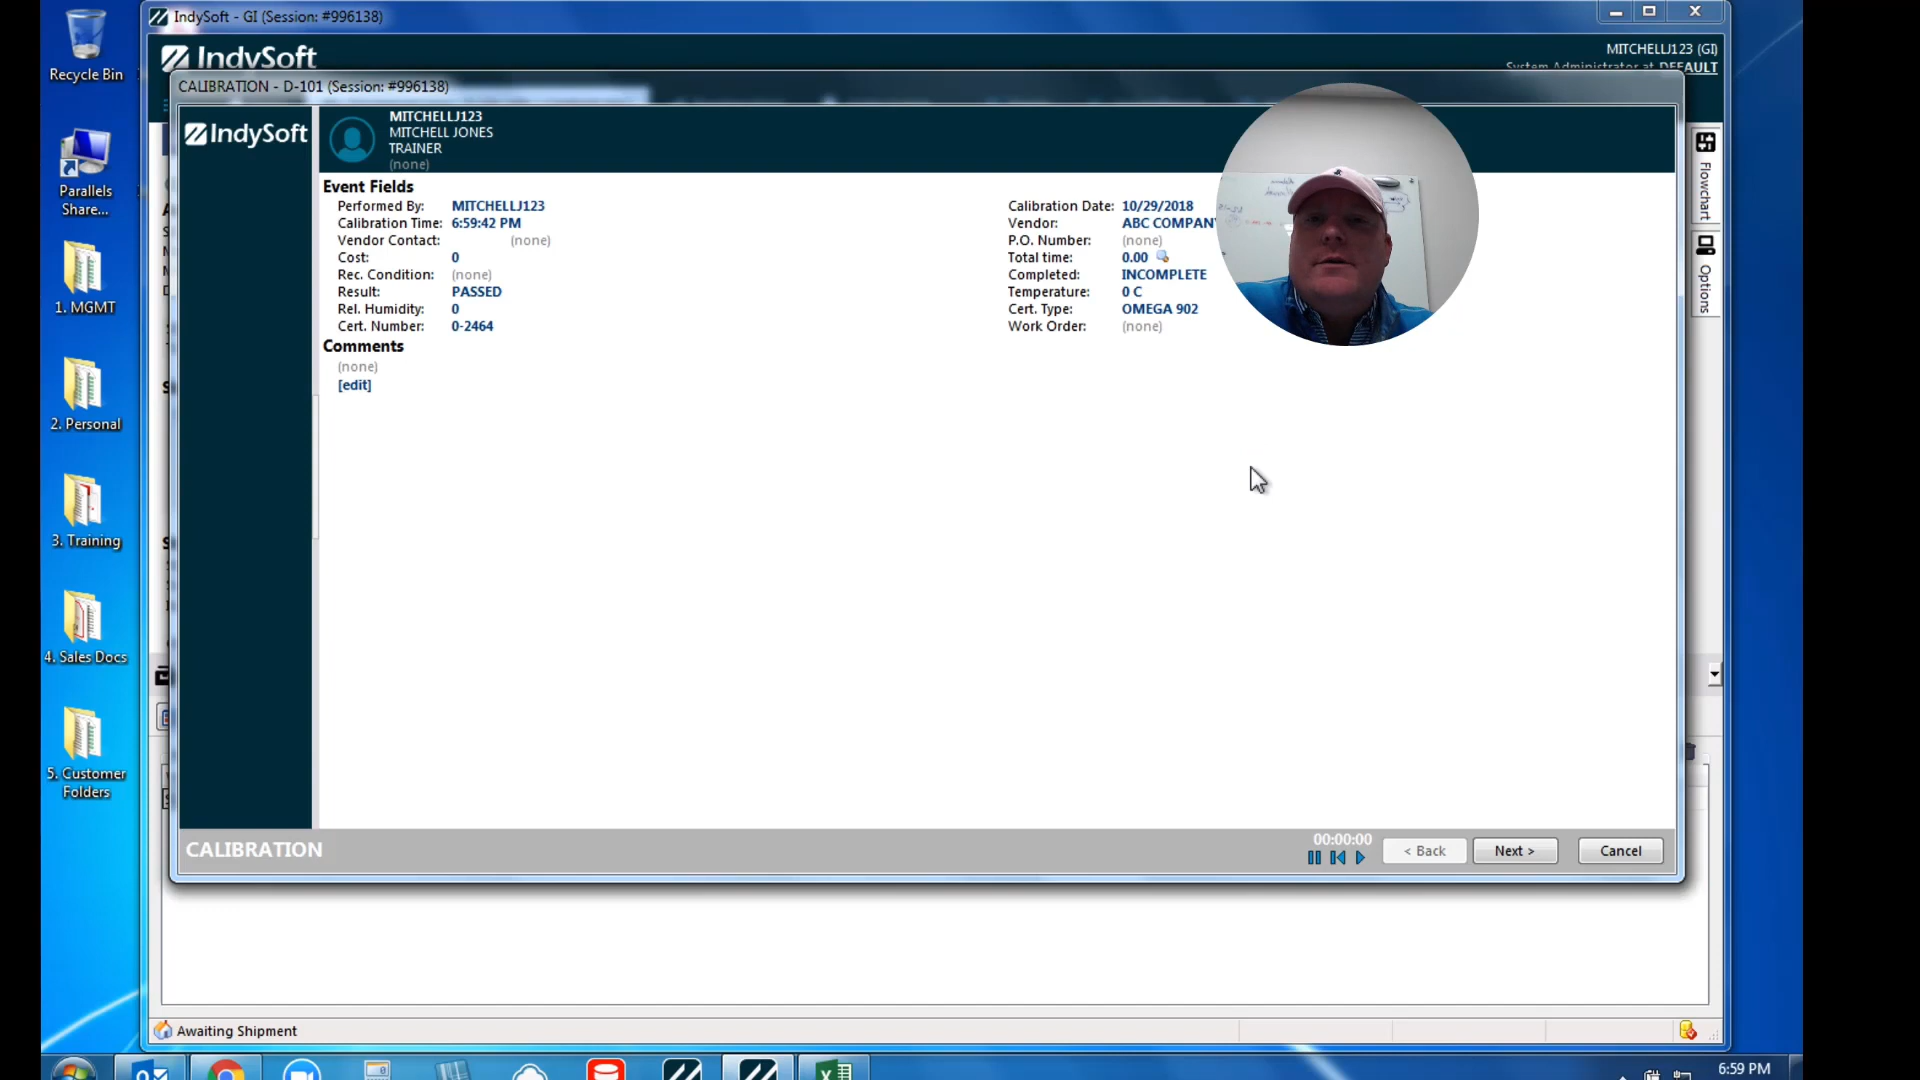 Recycle Bin
Parallels
Share...
1. MGMT
2. Personal
3. Training
4. Sales Docs
5. Customer
Folders
IndySoft - GI (Session: #996138)
IndySoft
MITCHELLJ123 (GI)
System Administrator at DEFAULT
CALIBRATION - D-101 (Session: #996138)
IndySoft
MITCHELLJ123
MITCHELL JONES
TRAINER
(none)
Event Fields
Performed By: MITCHELLJ123
Calibration Time: 6:59:42 PM
Vendor Contact: (none)
Cost: 0
Rec. Condition: (none)
Result: PASSED
Rel. Humidity: 0
Cert. Number: 0-2464
Calibration Date: 10/29/2018
Vendor: ABC COMPANY
P.O. Number: (none)
Total time: 0.00
Completed: INCOMPLETE
Temperature: 0 C
Cert. Type: OMEGA 902
Work Order: (none)
Comments
(none)
[edit]
Flowchart
Options
CALIBRATION
00:00:00
< Back
Next >
Cancel
Awaiting Shipment
6:59 PM